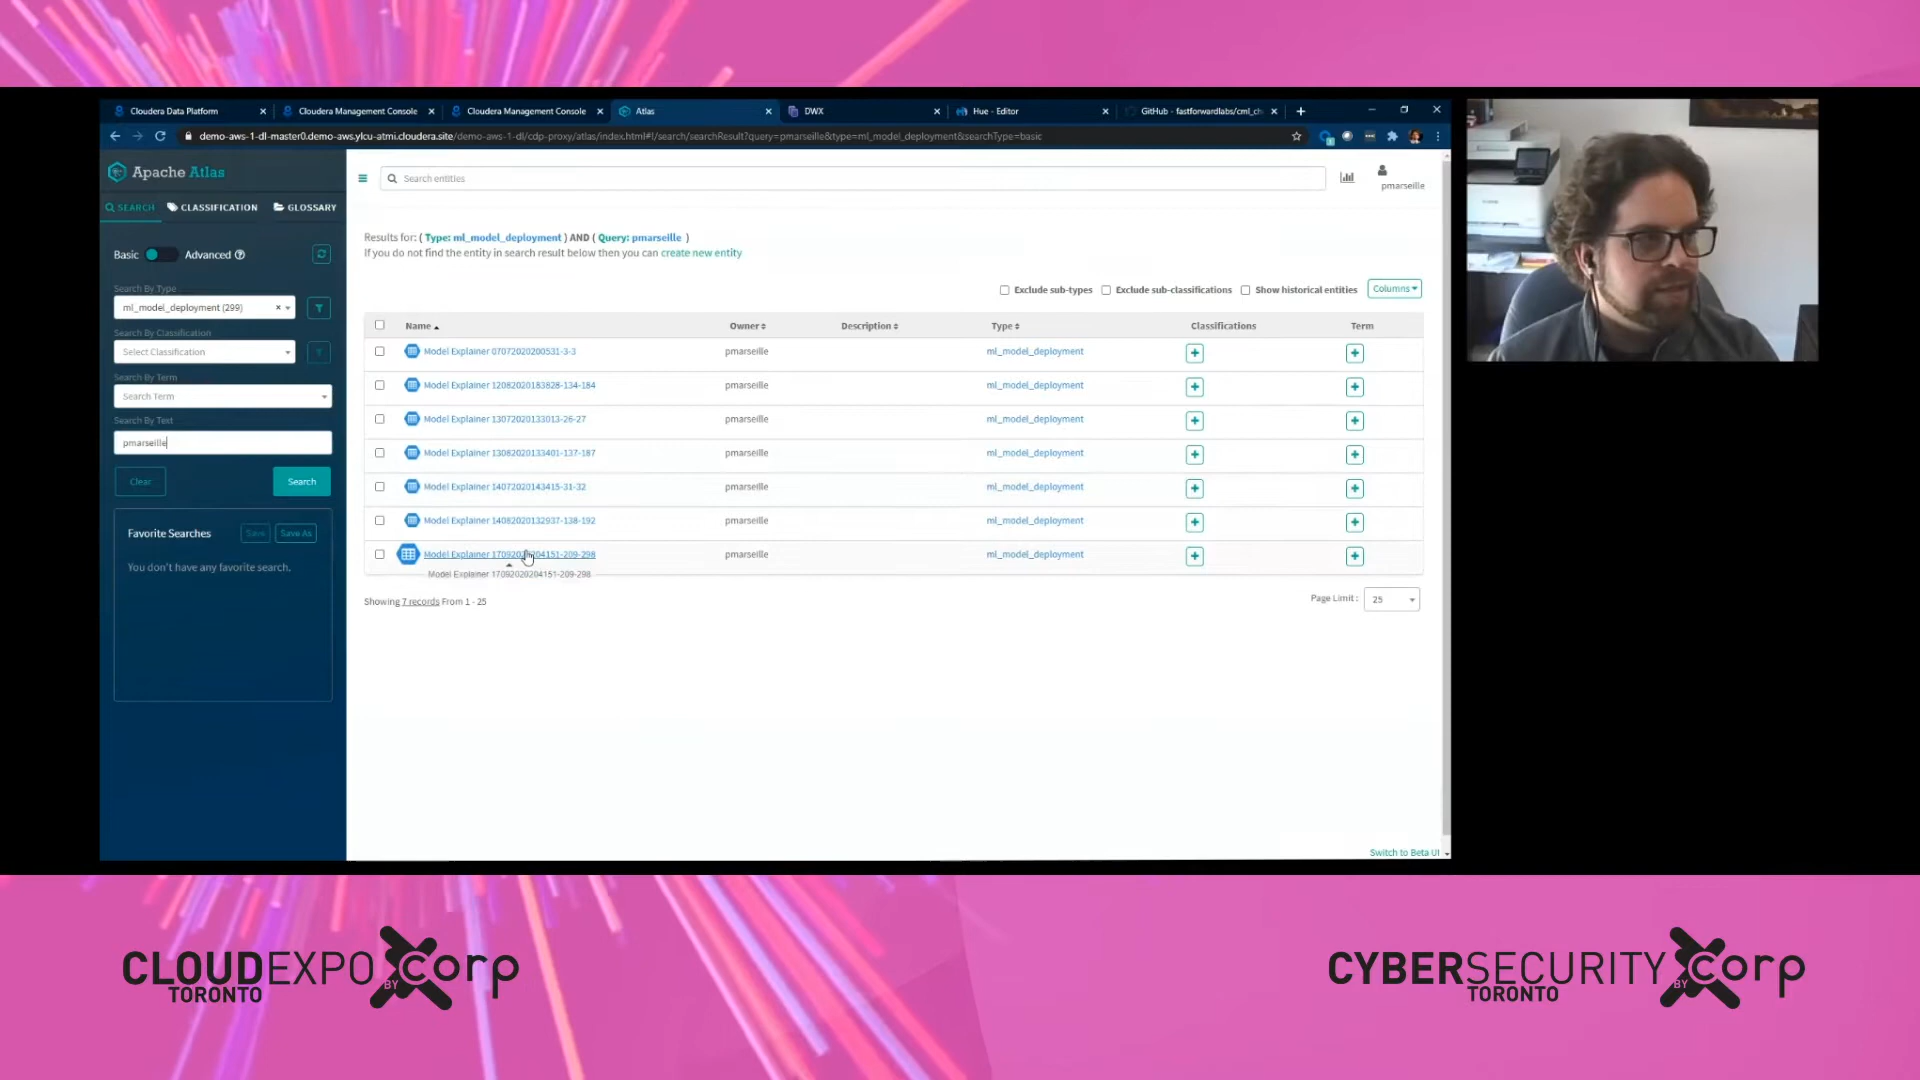 Cloudera Data Platform
Cloudera Management Console
Cloudera Management Console
Atlas
DWX
Hue - Editor
GitHub - fastforwardlabs/cml_ch
demo-aws-1-dl-master0.demo-aws.ylcu-atmi.cloudera.site/demo-aws-1-dl/cdp-proxy/atlas/index.html#!/search/searchResult?query=pmarseille&type=ml_model_deployment&searchType=basic
Apache Atlas
Search entities
pmarseille
SEARCH CLASSIFICATION GLOSSARY
Basic Advanced
Search By Type
ml_model_deployment (299)
Search By Classification
Select Classification
Search By Term
Search Term
Search By Text
pmarseille
Clear Search
Favorite Searches Save Save As
You don't have any favorite search.
Results for: ( Type: ml_model_deployment ) AND ( Query: pmarseille )
If you do not find the entity in search result below then you can create new entity
Exclude sub-types Exclude sub-classifications Show historical entities Columns
Name Owner Description Type Classifications Term
Model Explainer 07072020200531-3-3 pmarseille ml_model_deployment
Model Explainer 12082020183828-134-184 pmarseille ml_model_deployment
Model Explainer 13072020133013-26-27 pmarseille ml_model_deployment
Model Explainer 13082020133401-137-187 pmarseille ml_model_deployment
Model Explainer 14072020143415-31-32 pmarseille ml_model_deployment
Model Explainer 14082020132937-138-192 pmarseille ml_model_deployment
Model Explainer 17092020204151-209-298 pmarseille ml_model_deployment
Model Explainer 17092020204151-209-298
Showing 7 records From 1 - 25
Page Limit : 25
Switch to Beta UI
CLOUDEXPO
TORONTO
BY
Xcorp
CYBERSECURITY
TORONTO
BY
Xcorp